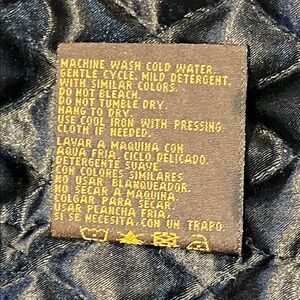 MACHINE WASH COLD WATER.
GENTLE CYCLE. MILD DETERGENT.
WITH SIMILAR COLORS.
DO NOT BLEACH.
DO NOT TUMBLE DRY.
HANG TO DRY.
USE COOL IRON WITH PRESSING
CLOTH IF NEEDED.
LAVAR A MAQUINA CON
AGUA FRIA, CICLO DELICADO.
DETERGENTE SUAVE
CON COLORES SIMILARES
NO USAR BLANQUEADOR.
NO SECAR A MAQUINA.
COLGAR PARA SECAR.
USAR PLANCHA FRIA,
SI SE NECESITA,CON UN TRAPO.